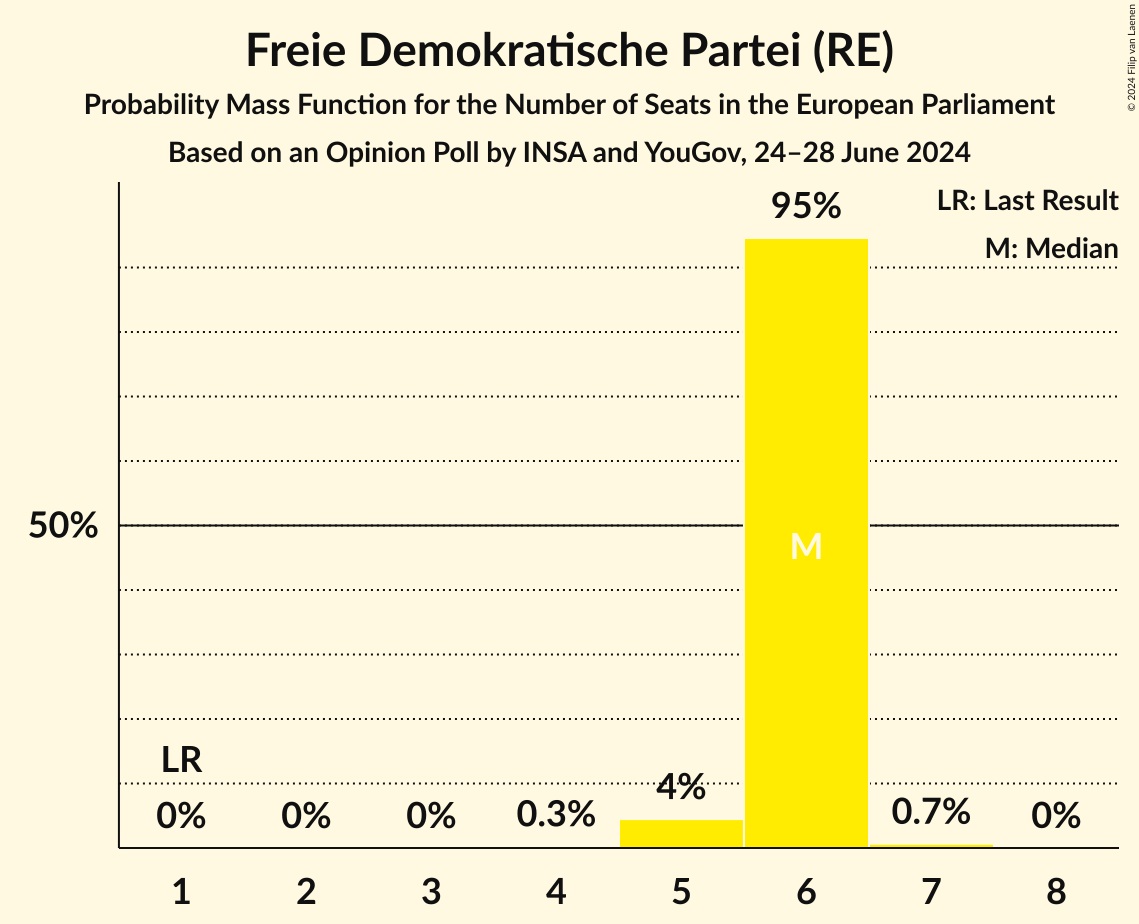 Freie Demokratische Partei (RE)
Probability Mass Function for the Number of Seats in the European Parliament
Based on an Opinion Poll by INSA and YouGov, 24–28 June 2024
© 2024 Filip van Laenen
LR: Last Result
M: Median
95%
50%
M
LR
0%
0%
0%
0.3%
4%
0.7%
0%
1 2 3 4 5 6 7 8